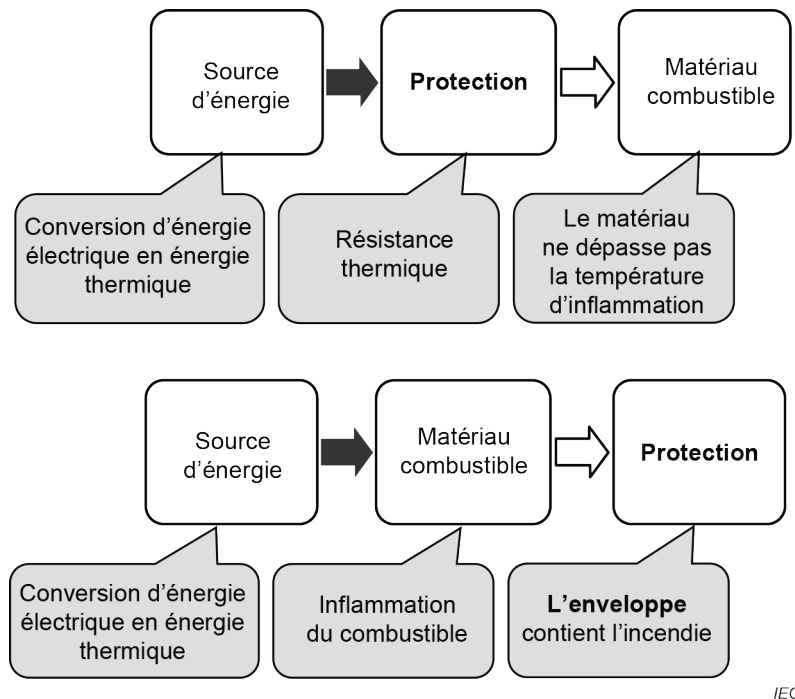 Source
d'énergie
Protection
Matériau
combustible
Conversion d'énergie
électrique en énergie
thermique
Résistance
thermique
Le matériau
ne dépasse pas
la température
d'inflammation
Source
d'énergie
Matériau
combustible
Protection
Conversion d'énergie
électrique en énergie
thermique
Inflammation
du combustible
L'enveloppe
contient l'incendie
IEC